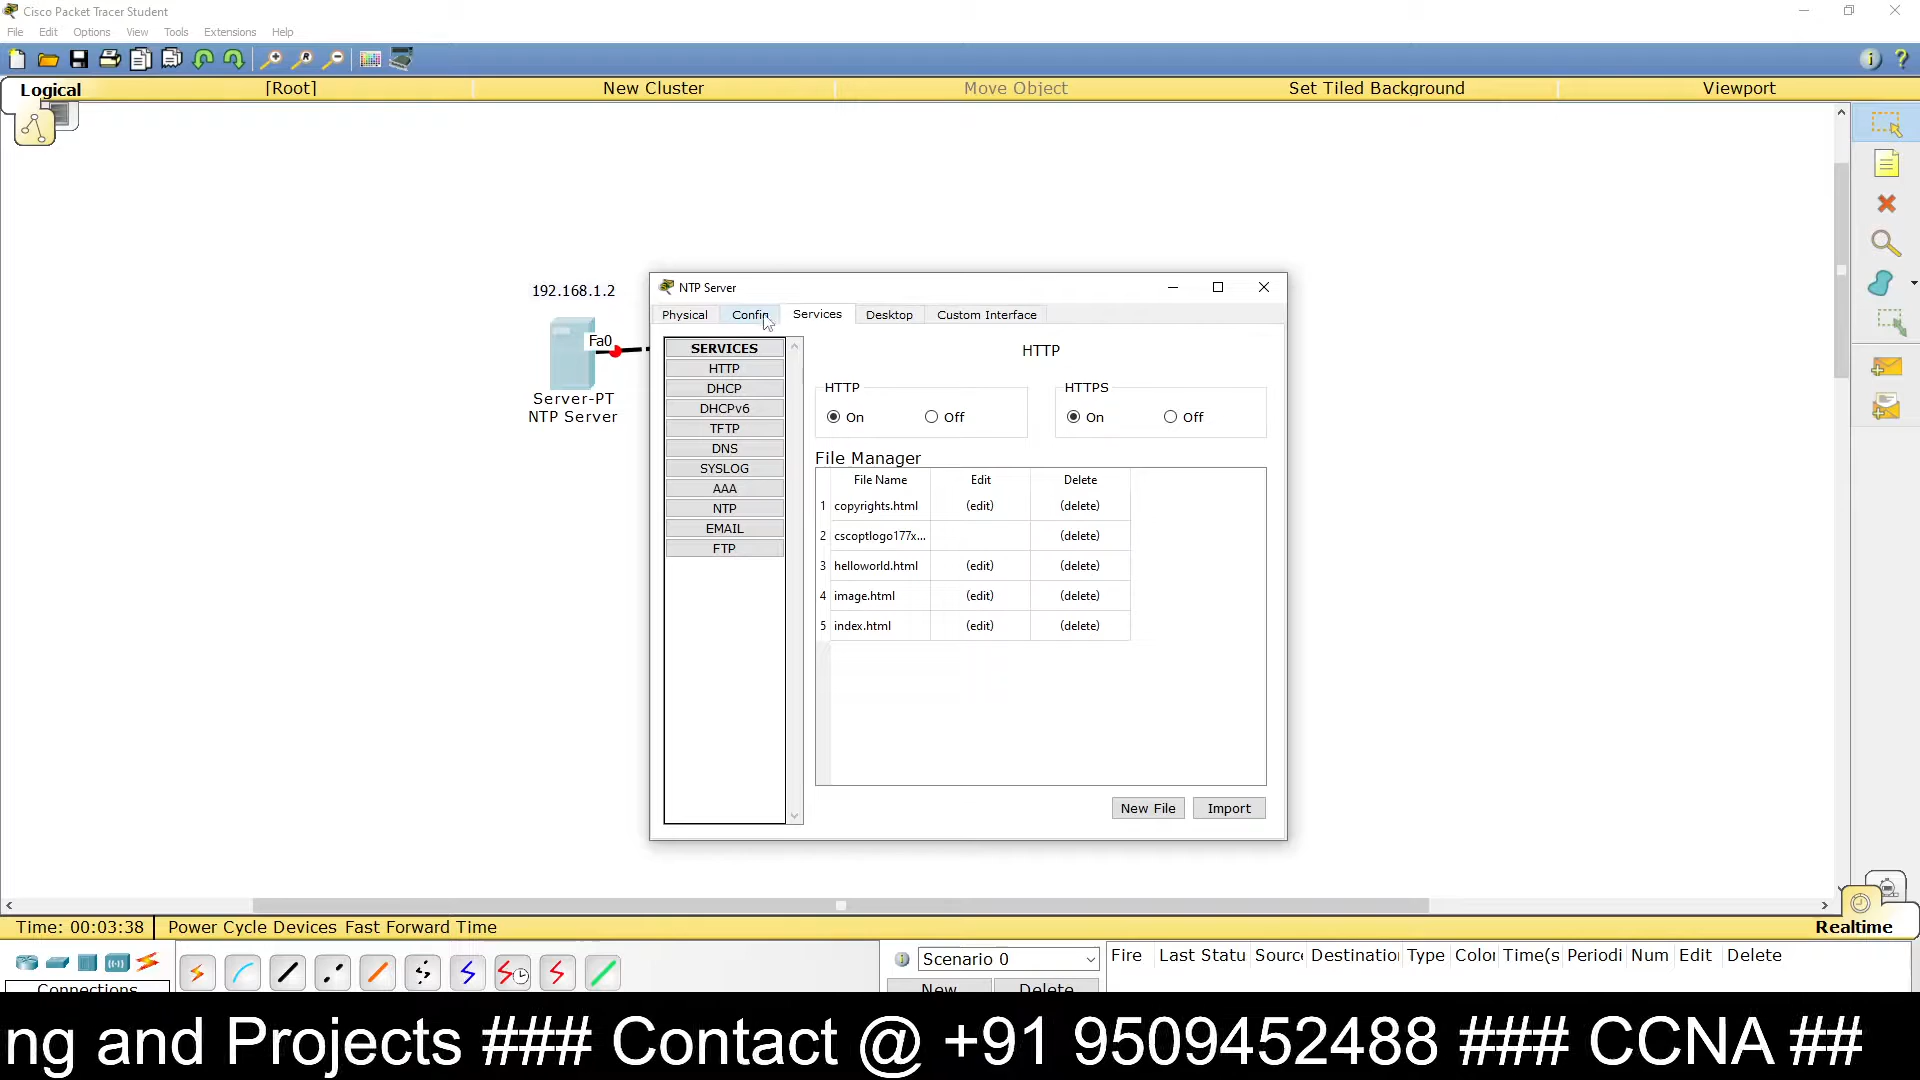 Cisco Packet Tracer Student
File Edit Options View Tools Extensions Help
Logical [Root] New Cluster Move Object Set Tiled Background Viewport
192.168.1.2
Fa0
Server-PT
NTP Server
NTP Server
Physical Config Services Desktop Custom Interface
SERVICES
HTTP
DHCP
DHCPv6
TFTP
DNS
SYSLOG
AAA
NTP
EMAIL
FTP
HTTP
HTTP HTTPS
On Off On Off
File Manager
File Name Edit Delete
1 copyrights.html (edit) (delete)
2 cscoptlogo177x... (delete)
3 helloworld.html (edit) (delete)
4 image.html (edit) (delete)
5 index.html (edit) (delete)
New File Import
Time: 00:03:38 Power Cycle Devices Fast Forward Time Realtime
Scenario 0
Fire Last Statu Source Destination Type Color Time(s Periodi Num Edit Delete
Connections New Delete
ng and Projects ### Contact @ +91 9509452488 ### CCNA ##